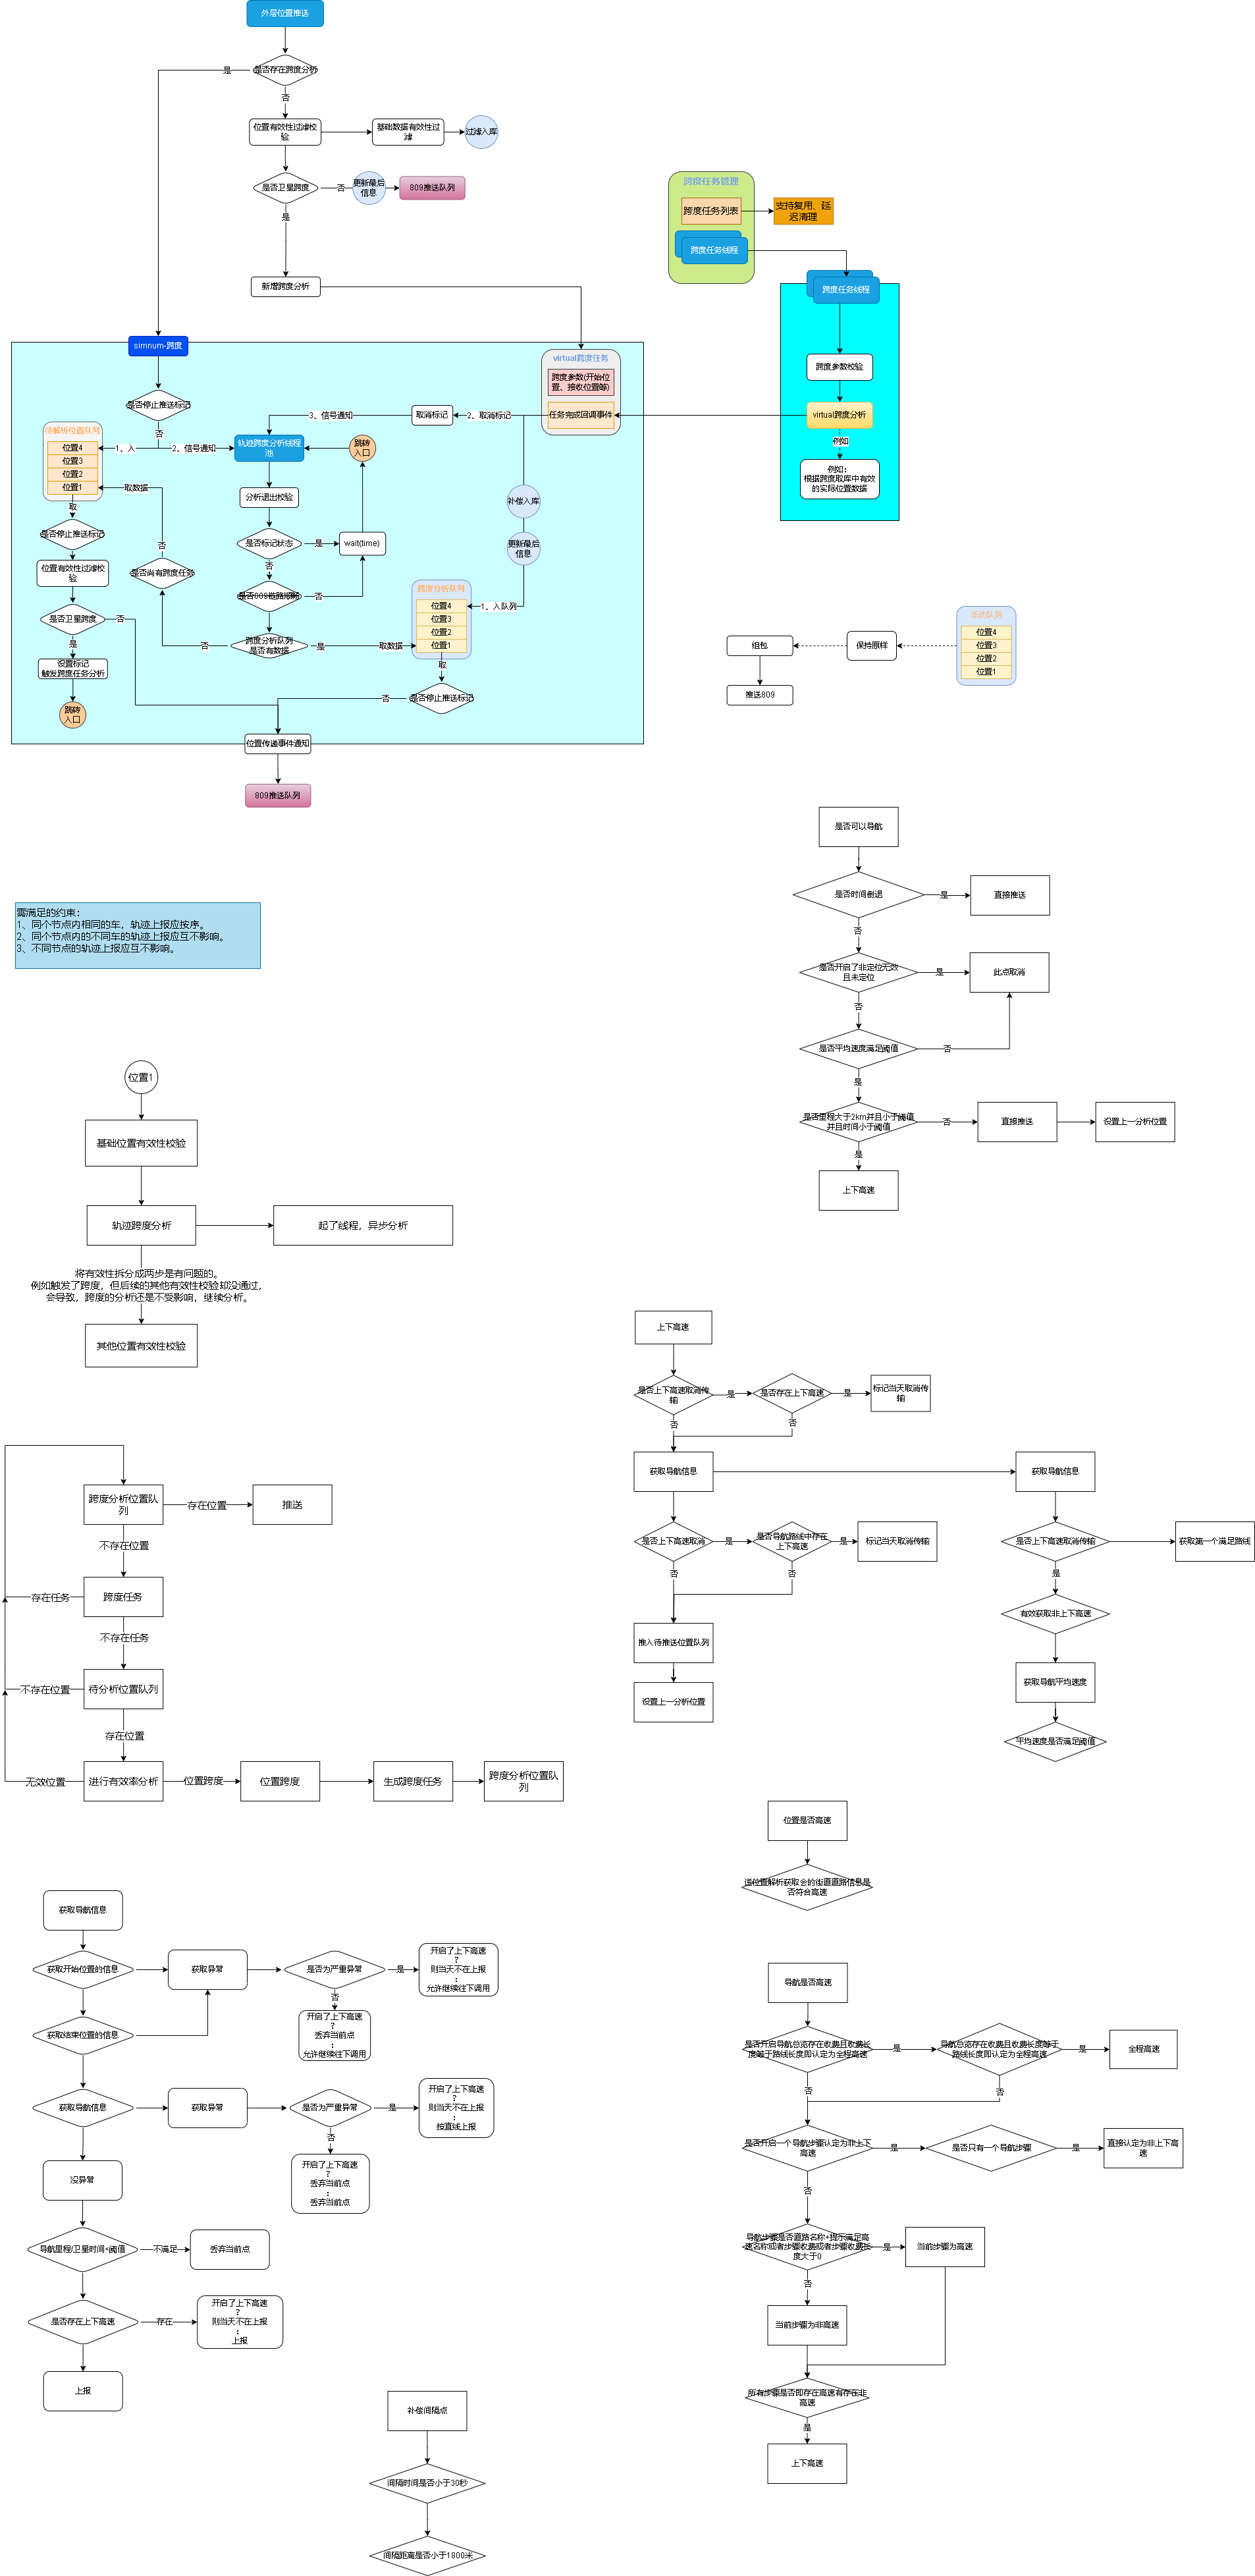 外层位置推送
是否存在跨度分析
是
否
位置有效性过滤校
验
基础数据有效性过
滤
过滤入库
是否卫星跨度
否
更新最后
信息
809推送队列
是
新增跨度分析
跨度任务管理
跨度任务列表
支持复用、延
迟清理
跨度任务线程
跨度任务线程
跨度参数校验
virtual跨度分析
例如
例如：
根据跨度取库中有效
的实际位置数据
simnum-跨度
是否停止推送标记
否
1、入
2、信号通知
待解析位置队列
位置4
位置3
位置2
位置1
取
是否停止推送标记
位置有效性过滤校
验
是否卫星跨度
否
是
设置标记
触发跨度任务分析
跳转
入口
取数据
否
是否尚有跨度任务
否
3、信号通知
取消标记
2、取消标记
轨迹跨度分析线程
池
跳转
入口
分析退出校验
是否标记状态
是
wait(time)
否
是否809链路顺畅
否
跨度分析队列
是否有数据
是
取数据
virtual跨度任务
跨度参数(开始位
置、接收位置等)
任务完成回调事件
补偿入库
更新最后
信息
1、入队列
跨度分析队列
位置4
位置3
位置2
位置1
取
是否停止推送标记
否
位置传递事件通知
809推送队列
位置4
位置3
位置2
位置1
保持原样
组包
推送809
需满足的约束：
1、同个节点内相同的车，轨迹上报应按序。
2、同个节点内的不同车的轨迹上报应互不影响。
3、不同节点的轨迹上报应互不影响。
是否可以导航
是否时间倒退
是
直接推送
否
是否开启了非定位无效
且未定位
是
此点取消
否
是否平均速度满足阈值
否
是
是否里程大于2km并且小于阈值
并且时间小于阈值
否
直接推送
设置上一分析位置
是
上下高速
位置1
基础位置有效性校验
轨迹跨度分析
起了线程，异步分析
将有效性拆分成两步是有问题的。
例如触发了跨度，但后续的其他有效性校验却没通过，
会导致，跨度的分析还是不受影响，继续分析。
其他位置有效性校验
上下高速
是否上下高速取消传
输
是
是否存在上下高速
是
标记当天取消传
输
否
否
获取导航信息
获取导航信息
是否上下高速取消
是
是否导航路线中存在
上下高速
是
标记当天取消传输
否
否
推入待推送位置队列
设置上一分析位置
是否上下高速取消传输
获取第一个满足路线
是
有效获取非上下高速
获取导航平均速度
平均速度是否满足阈值
跨度分析位置队
列
存在位置
推送
不存在位置
跨度任务
存在任务
不存在任务
待分析位置队列
不存在位置
存在位置
进行有效率分析
无效位置
位置跨度
位置跨度
生成跨度任务
跨度分析位置队
列
位置是否高速
逆位置解析获取会的街道道路信息是
否符合高速
获取导航信息
获取开始位置的信息
获取异常
是否为严重异常
是
开启了上下高速
?
则当天不在上报
:
允许继续往下调用
否
开启了上下高速
?
丢弃当前点
:
允许继续往下调用
获取结束位置的信息
获取导航信息
获取异常
是否为严重异常
是
开启了上下高速
?
则当天不在上报
:
按直线上报
否
开启了上下高速
?
丢弃当前点
:
丢弃当前点
没异常
导航里程/卫星时间<阈值
不满足
丢弃当前点
是否存在上下高速
存在
开启了上下高速
?
则当天不在上报
:
上报
上报
导航是否高速
是否开启导航总览存在收费且收费长
度等于路线长度即认定为全程高速
是
导航总览存在收费且收费长度等于
路线长度即认定为全程高速
是
全程高速
否
否
是否开启一个导航步骤认定为非上下
高速
是
是否只有一个导航步骤
是
直接认定为非上下高
速
否
导航步骤是否道路名称+提示满足高
速名称或者步骤收费或者步骤收费长
度大于0
是
当前步骤为高速
否
当前步骤为非高速
所有步骤是否即存在高速有存在非
高速
是
上下高速
补偿间隔点
间隔时间是否小于30秒
间隔距离是否小于1800米